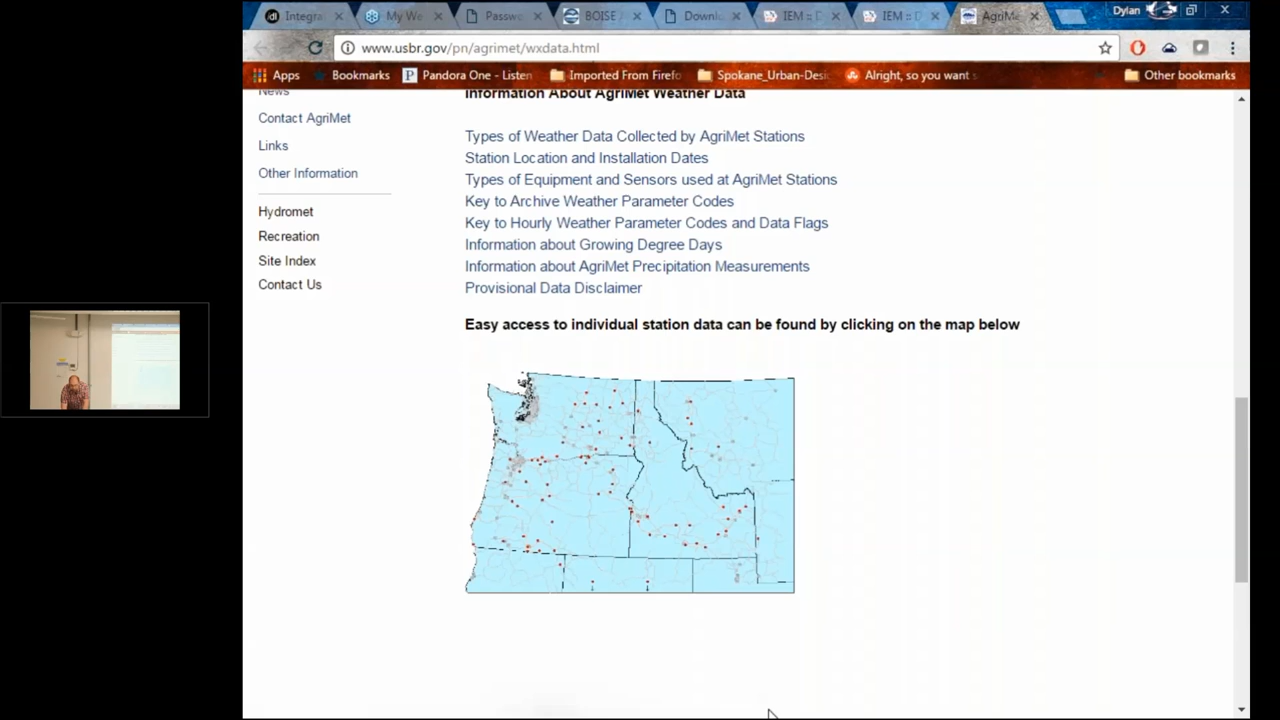 Integra
My We
Passw
BOISE
Downlo
IEM :: D
IEM :: D
AgriMe
Dylan
www.usbr.gov/pn/agrimet/wxdata.html
Apps
Bookmarks
Pandora One - Listen
Imported From Firefo
Spokane_Urban-Desi
Alright, so you want
Other bookmarks
News
Contact AgriMet
Links
Other Information
Hydromet
Recreation
Site Index
Contact Us
Information About AgriMet Weather Data
Types of Weather Data Collected by AgriMet Stations
Station Location and Installation Dates
Types of Equipment and Sensors used at AgriMet Stations
Key to Archive Weather Parameter Codes
Key to Hourly Weather Parameter Codes and Data Flags
Information about Growing Degree Days
Information about AgriMet Precipitation Measurements
Provisional Data Disclaimer
Easy access to individual station data can be found by clicking on the map below